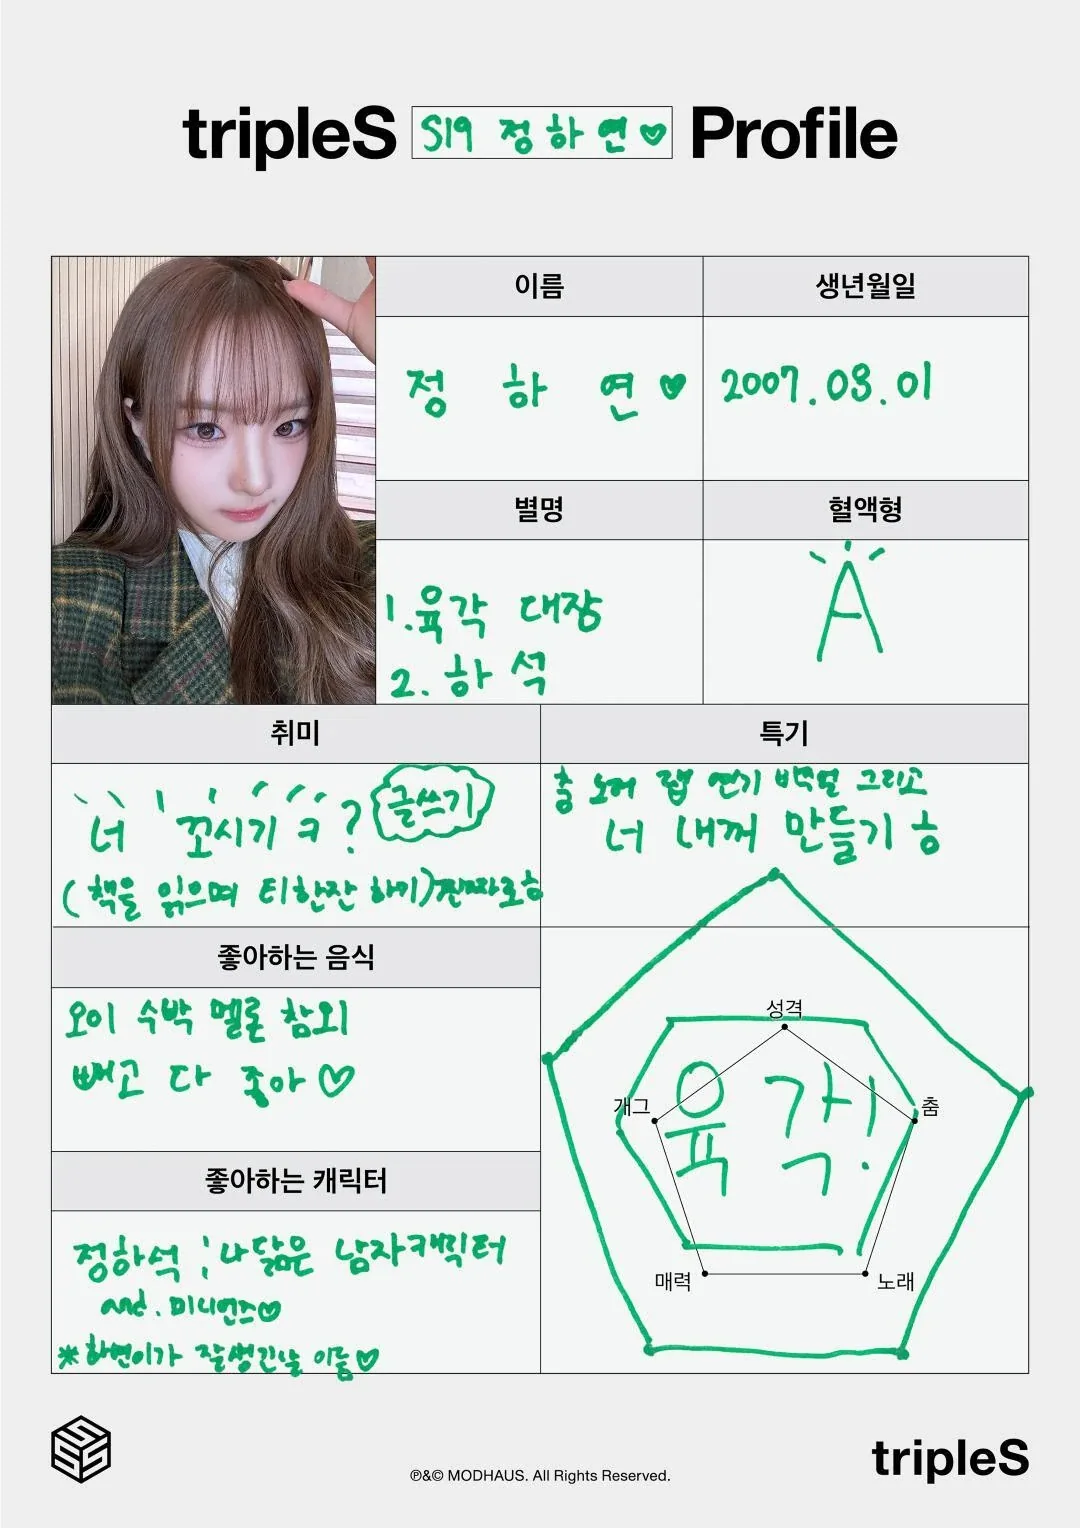 tripleS S19 정하연♡ Profile
이름
생년월일
정 하 연 ♡
2007.08.01
별명
혈액형
1.육각 대장
2. 하석
A
취미
특기
너 꼬시기 ㅋ? 글쓰기
(책을 읽으며 티한잔 하기)진짜로ㅎ
춤 노래 랩 연기 백덤 그리고
너 내꺼 만들기 ㅎ
좋아하는 음식
오이 수박 멜론 참외
빼고 다 좋아♡
성격
개그
춤
육각!
매력
노래
좋아하는 캐릭터
정하석 ; 나 닮은 남자캐릭터
and. 미니언즈♡
※하연이가 잘생긴날 이름♡
SSS
℗&© MODHAUS. All Rights Reserved.
tripleS